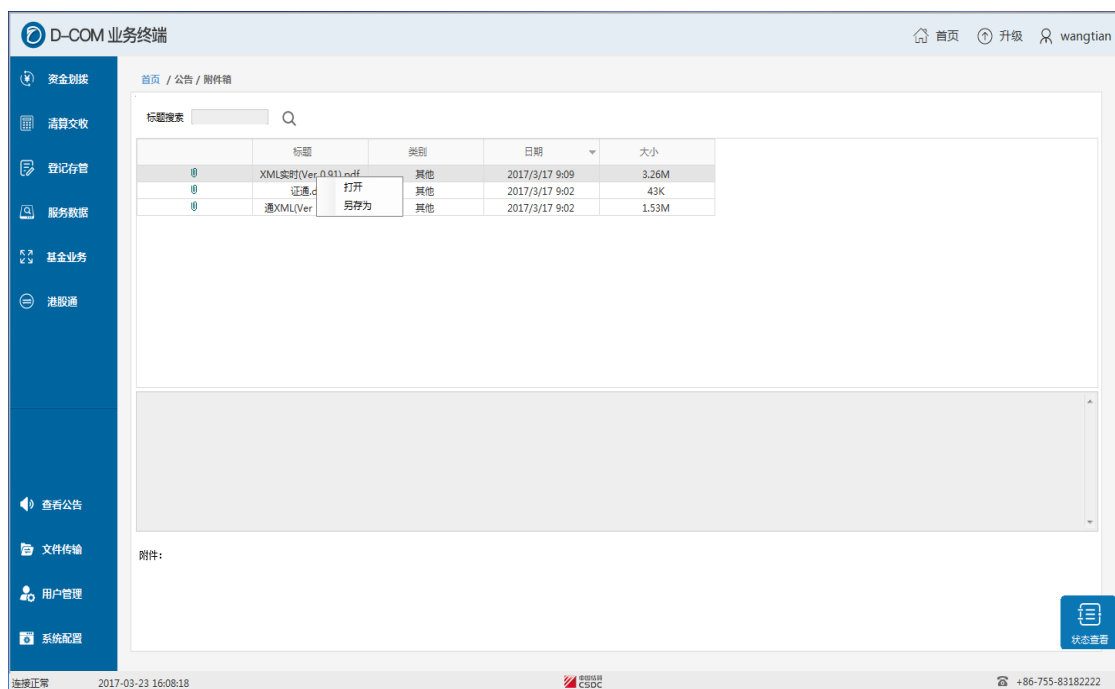 D-COM 业务终端
首页 升级 wangtian
资金划拨
清算交收
登记存管
服务数据
基金业务
港股通
查看公告
文件传输
用户管理
系统配置
首页 / 公告 / 附件箱
标题搜索
标题 类别 日期 大小
XML实时(Ver 0.91).pdf 其他 2017/3/17 9:09 3.26M
证通.d 其他 2017/3/17 9:02 43K
通XML(Ver 其他 2017/3/17 9:02 1.53M
打开
另存为
附件：
状态查看
连接正常 2017-03-23 16:08:18 中国结算 CSDC +86-755-83182222